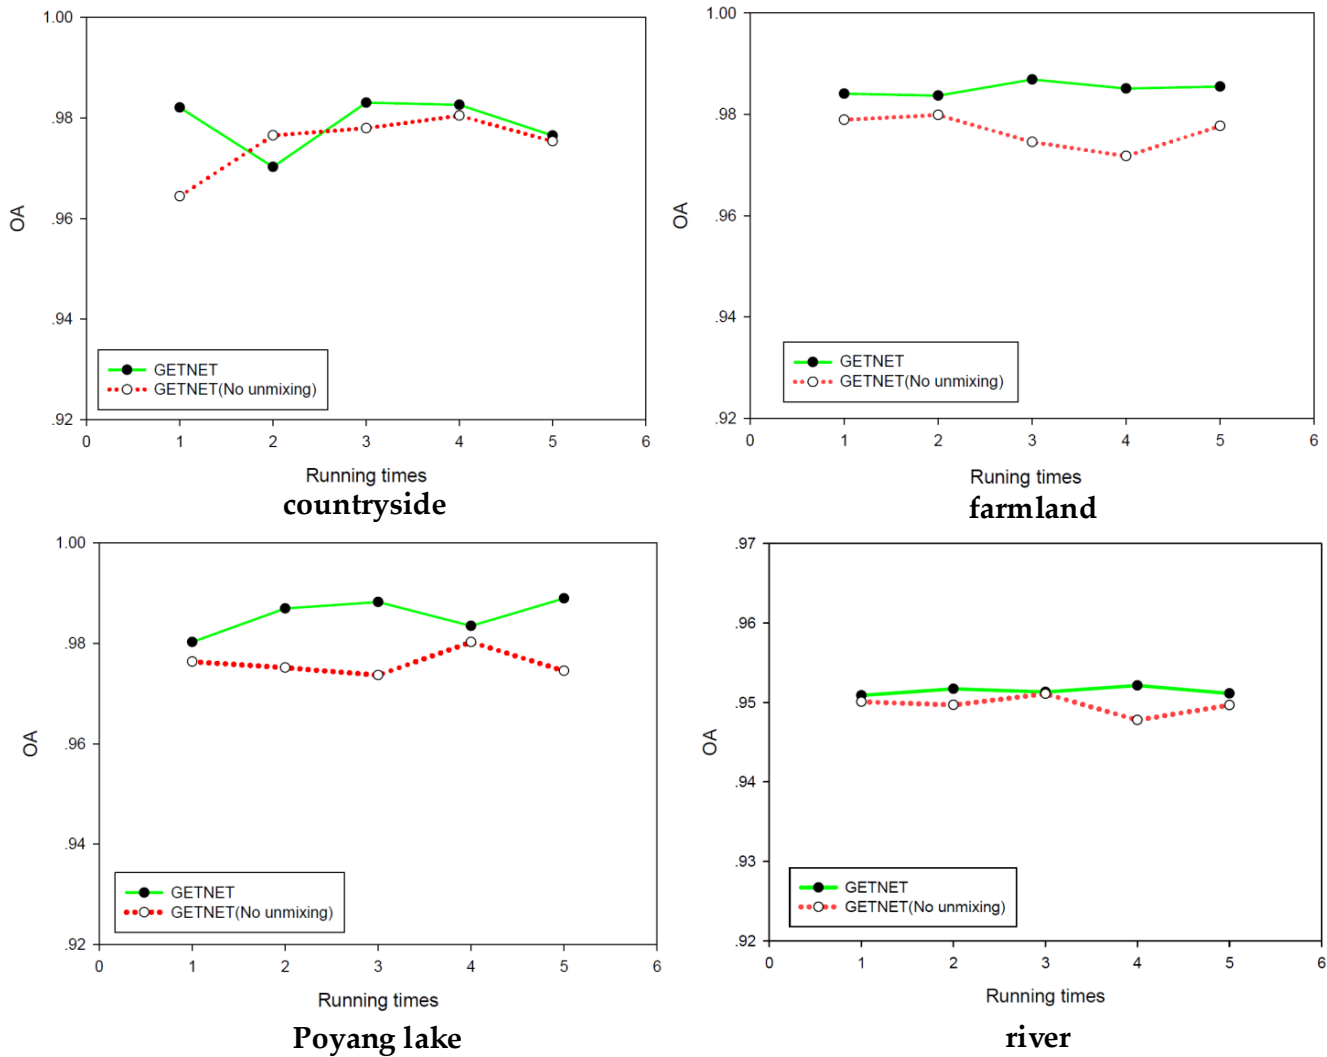 1.00
.98
.96
.94
.92
OA
GETNET
GETNET(No unmixing)
0 1 2 3 4 5 6
Running times
countryside
1.00
.98
.96
.94
.92
OA
GETNET
GETNET(No unmixing)
0 1 2 3 4 5 6
Runing times
farmland
1.00
.98
.96
.94
.92
OA
GETNET
GETNET(No unmixing)
0 1 2 3 4 5 6
Running times
Poyang lake
.97
.96
.95
.94
.93
.92
OA
GETNET
GETNET(No unmixing)
0 1 2 3 4 5 6
Running times
river